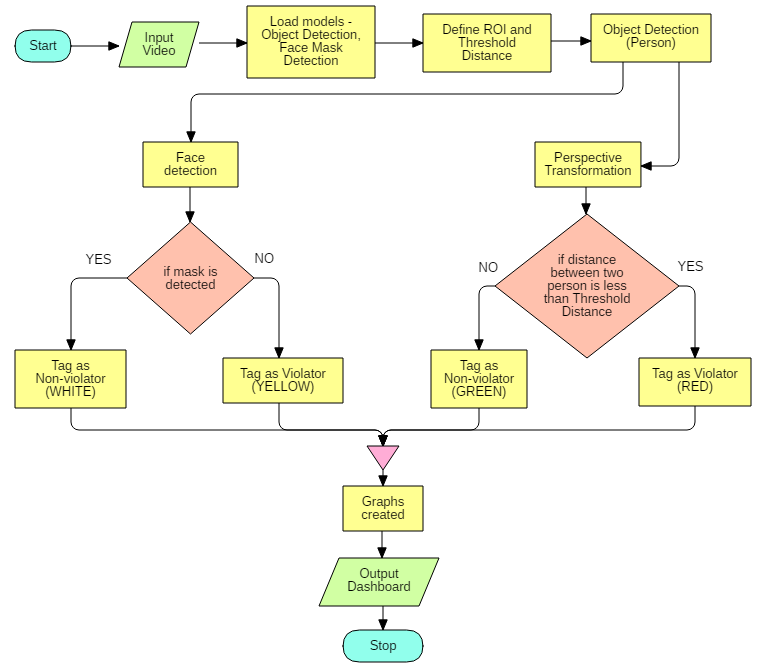 Start
Input
Video
Load models -
Object Detection,
Face Mask
Detection
Define ROI and
Threshold
Distance
Object Detection
(Person)
Face
detection
Perspective
Transformation
YES
if mask is
detected
NO
NO
if distance
between two
person is less
than Threshold
Distance
YES
Tag as
Non-violator
(WHITE)
Tag as Violator
(YELLOW)
Tag as
Non-violator
(GREEN)
Tag as Violator
(RED)
Graphs
created
Output
Dashboard
Stop